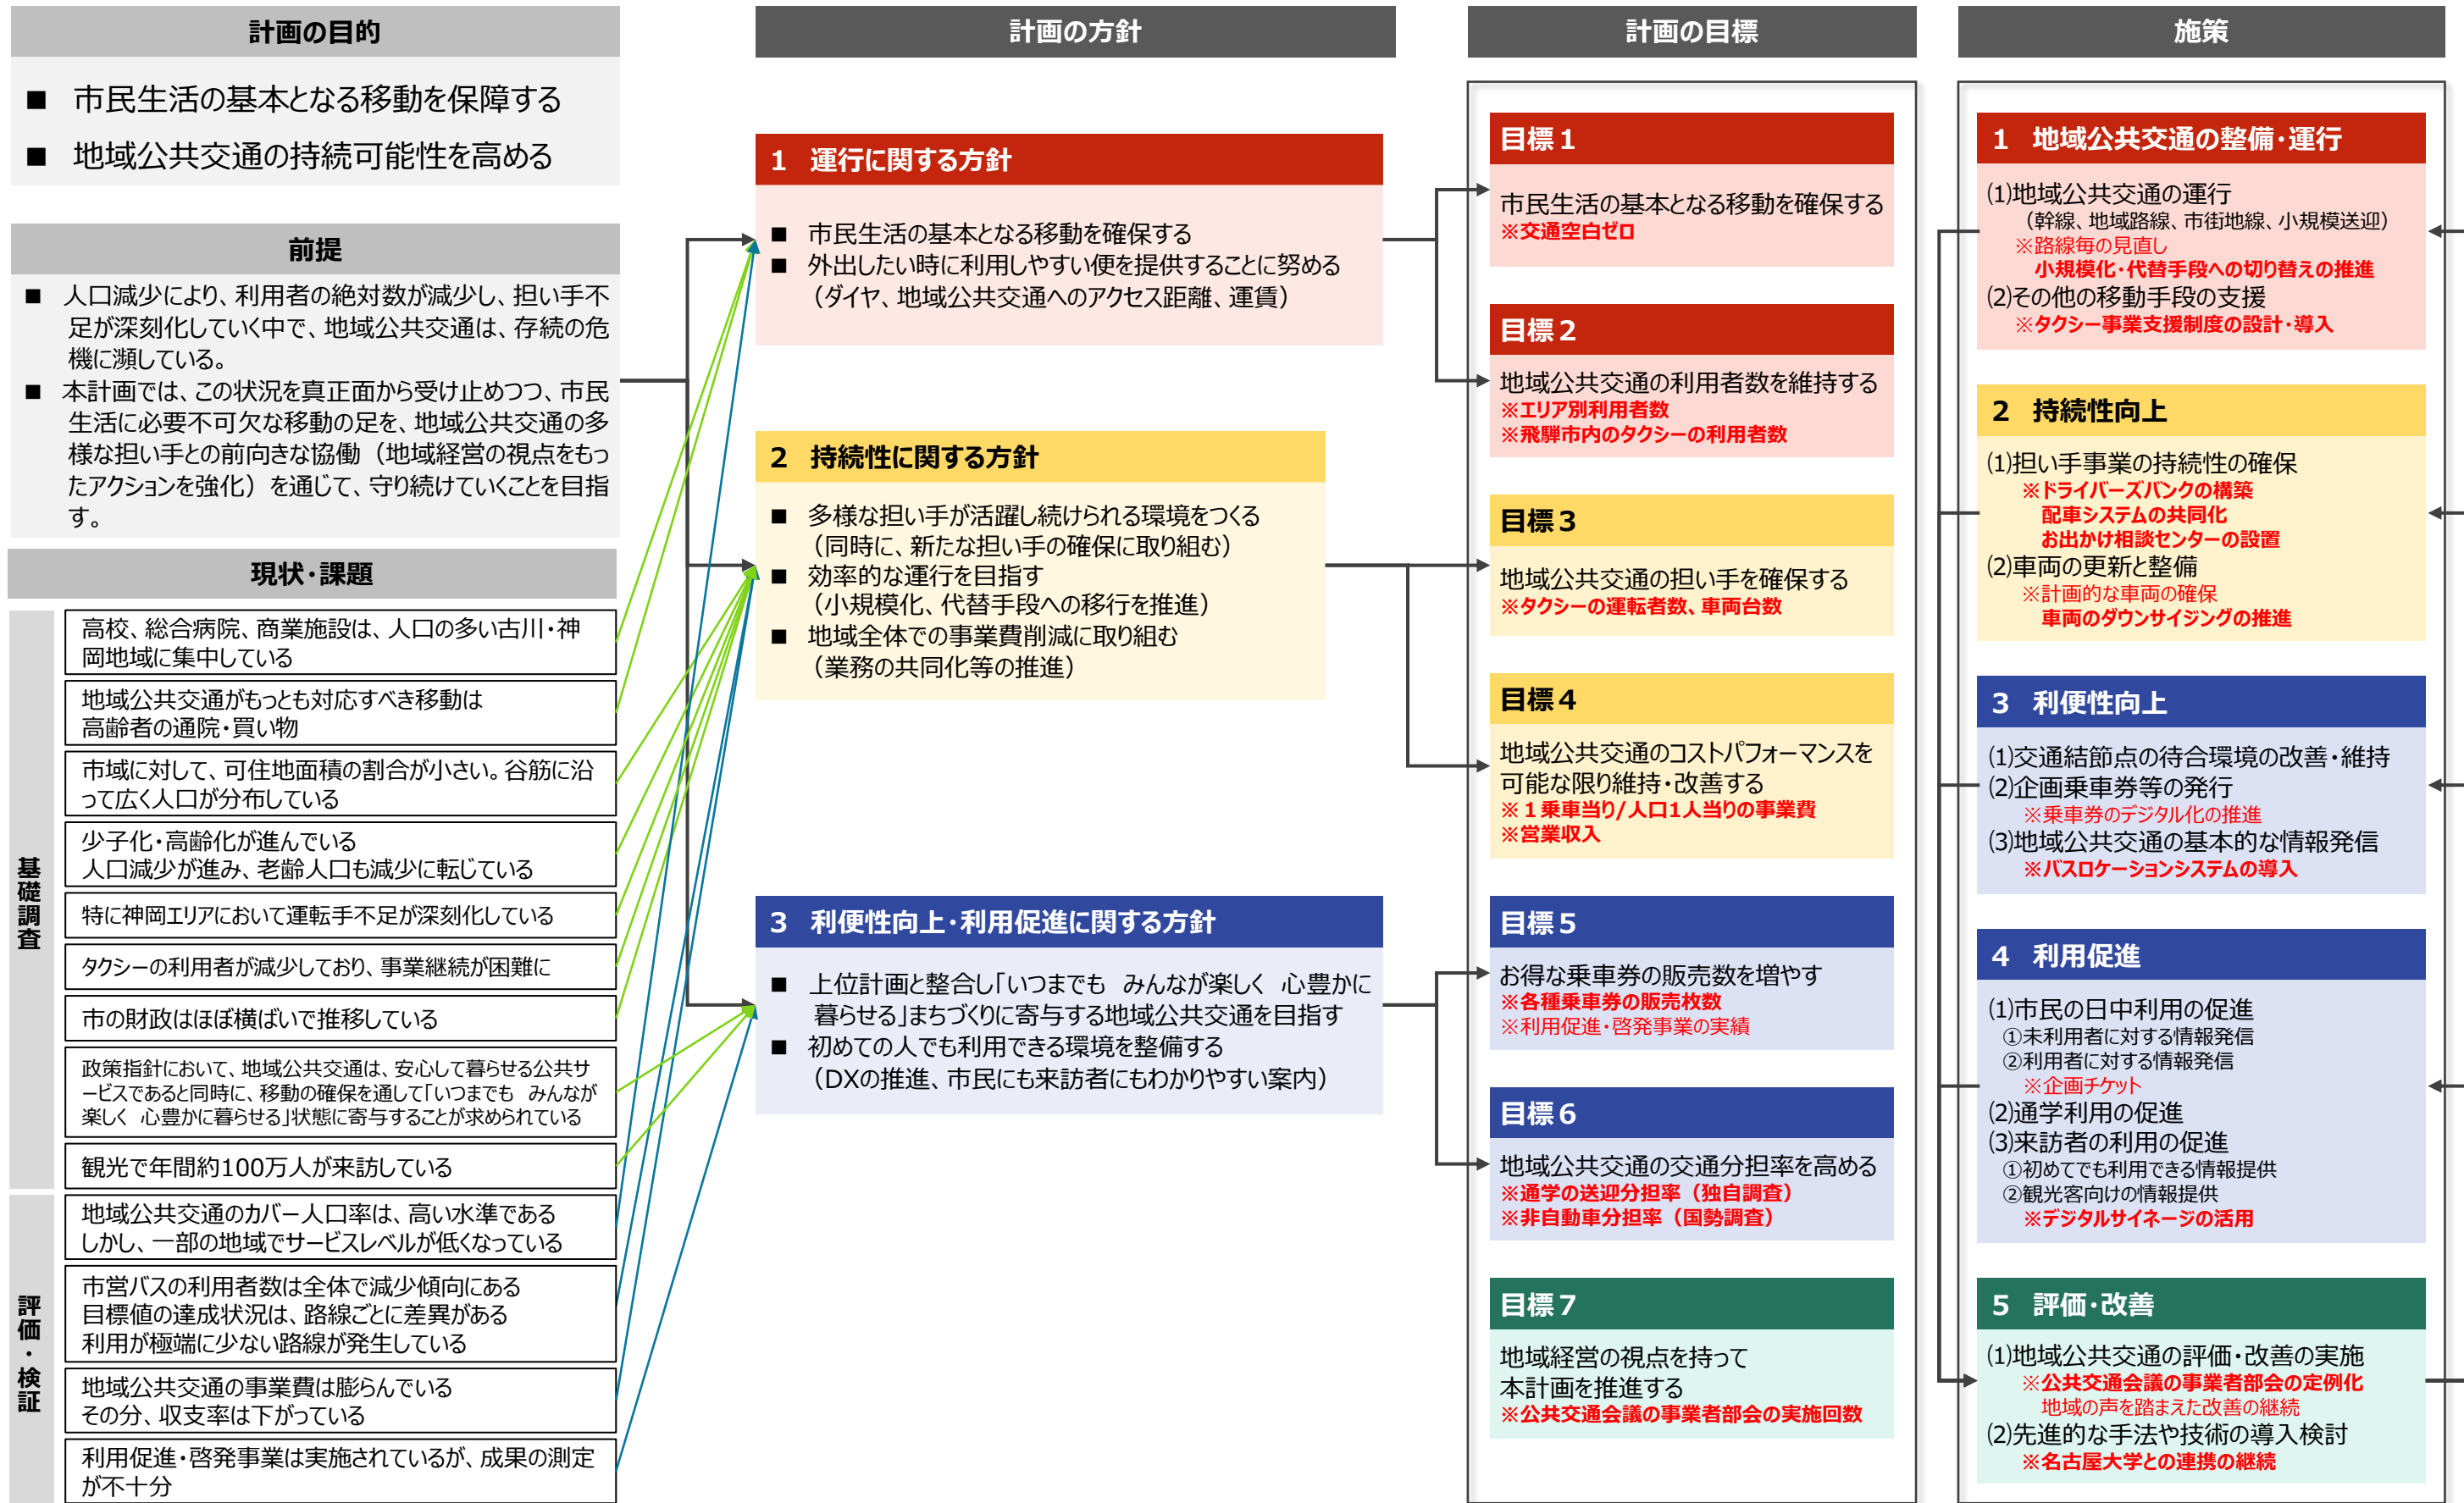 計画の目的
■ 市民生活の基本となる移動を保障する
■ 地域公共交通の持続可能性を高める
前提
■ 人口減少により、利用者の絶対数が減少し、担い手不
足が深刻化していく中で、地域公共交通は、存続の危
機に瀕している。
■ 本計画では、この状況を真正面から受け止めつつ、市民
生活に必要不可欠な移動の足を、地域公共交通の多
様な担い手との前向きな協働（地域経営の視点をもっ
たアクションを強化）を通じて、守り続けていくことを目指
す。
現状・課題
基礎調査
高校、総合病院、商業施設は、人口の多い古川・神
岡地域に集中している
地域公共交通がもっとも対応すべき移動は
高齢者の通院・買い物
市域に対して、可住地面積の割合が小さい。谷筋に沿
って広く人口が分布している
少子化・高齢化が進んでいる
人口減少が進み、老齢人口も減少に転じている
特に神岡エリアにおいて運転手不足が深刻化している
タクシーの利用者が減少しており、事業継続が困難に
市の財政はほぼ横ばいで推移している
政策指針において、地域公共交通は、安心して暮らせる公共サ
ービスであると同時に、移動の確保を通して「いつまでも　みんなが
楽しく　心豊かに暮らせる」状態に寄与することが求められている
観光で年間約100万人が来訪している
評価・検証
地域公共交通のカバー人口率は、高い水準である
しかし、一部の地域でサービスレベルが低くなっている
市営バスの利用者数は全体で減少傾向にある
目標値の達成状況は、路線ごとに差異がある
利用が極端に少ない路線が発生している
地域公共交通の事業費は膨らんでいる
その分、収支率は下がっている
利用促進・啓発事業は実施されているが、成果の測定
が不十分
計画の方針
1 運行に関する方針
■ 市民生活の基本となる移動を確保する
■ 外出したい時に利用しやすい便を提供することに努める
（ダイヤ、地域公共交通へのアクセス距離、運賃）
2 持続性に関する方針
■ 多様な担い手が活躍し続けられる環境をつくる
（同時に、新たな担い手の確保に取り組む）
■ 効率的な運行を目指す
（小規模化、代替手段への移行を推進）
■ 地域全体での事業費削減に取り組む
（業務の共同化等の推進）
3 利便性向上・利用促進に関する方針
■ 上位計画と整合し「いつまでも　みんなが楽しく　心豊かに
暮らせる」まちづくりに寄与する地域公共交通を目指す
■ 初めての人でも利用できる環境を整備する
（DXの推進、市民にも来訪者にもわかりやすい案内）
計画の目標
目標１
市民生活の基本となる移動を確保する
※交通空白ゼロ
目標２
地域公共交通の利用者数を維持する
※エリア別利用者数
※飛騨市内のタクシーの利用者数
目標３
地域公共交通の担い手を確保する
※タクシーの運転者数、車両台数
目標４
地域公共交通のコストパフォーマンスを
可能な限り維持・改善する
※１乗車当り/人口1人当りの事業費
※営業収入
目標５
お得な乗車券の販売数を増やす
※各種乗車券の販売枚数
※利用促進・啓発事業の実績
目標６
地域公共交通の交通分担率を高める
※通学の送迎分担率（独自調査）
※非自動車分担率（国勢調査）
目標７
地域経営の視点を持って
本計画を推進する
※公共交通会議の事業者部会の実施回数
施策
1 地域公共交通の整備・運行
⑴地域公共交通の運行
（幹線、地域路線、市街地線、小規模送迎）
※路線毎の見直し
小規模化・代替手段への切り替えの推進
⑵その他の移動手段の支援
※タクシー事業支援制度の設計・導入
2 持続性向上
⑴担い手事業の持続性の確保
※ドライバーズバンクの構築
配車システムの共同化
お出かけ相談センターの設置
⑵車両の更新と整備
※計画的な車両の確保
車両のダウンサイジングの推進
3 利便性向上
⑴交通結節点の待合環境の改善・維持
⑵企画乗車券等の発行
※乗車券のデジタル化の推進
⑶地域公共交通の基本的な情報発信
※バスロケーションシステムの導入
4 利用促進
⑴市民の日中利用の促進
①未利用者に対する情報発信
②利用者に対する情報発信
※企画チケット
⑵通学利用の促進
⑶来訪者の利用の促進
①初めてでも利用できる情報提供
②観光客向けの情報提供
※デジタルサイネージの活用
5 評価・改善
⑴地域公共交通の評価・改善の実施
※公共交通会議の事業者部会の定例化
地域の声を踏まえた改善の継続
⑵先進的な手法や技術の導入検討
※名古屋大学との連携の継続